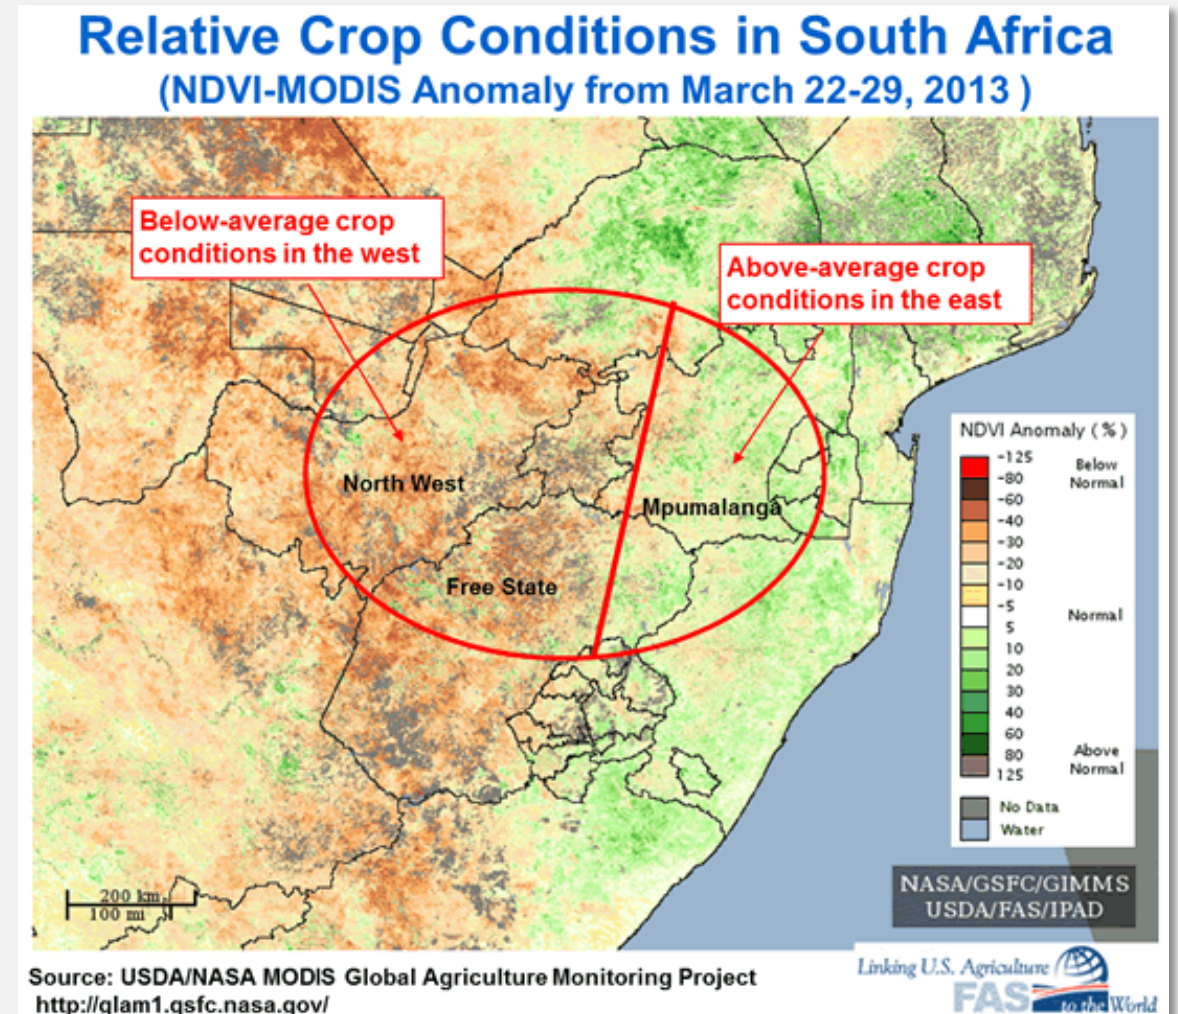 Relative Crop Conditions in South Africa
(NDVI-MODIS Anomaly from March 22-29, 2013 )
Below-average crop
conditions in the west
Above-average crop
conditions in the east
North West
Mpumalanga
Free State
NDVI Anomaly (%)
-125
-80
-60
-40
-30
-20
-10
-5
5
10
20
30
40
60
80
125
Below
Normal
Normal
Above
Normal
No Data
Water
200 km
100 mi
NASA/GSFC/GIMMS
USDA/FAS/IPAD
Source: USDA/NASA MODIS Global Agriculture Monitoring Project
http://glam1.gsfc.nasa.gov/
Linking U.S. Agriculture
FAS
to the World